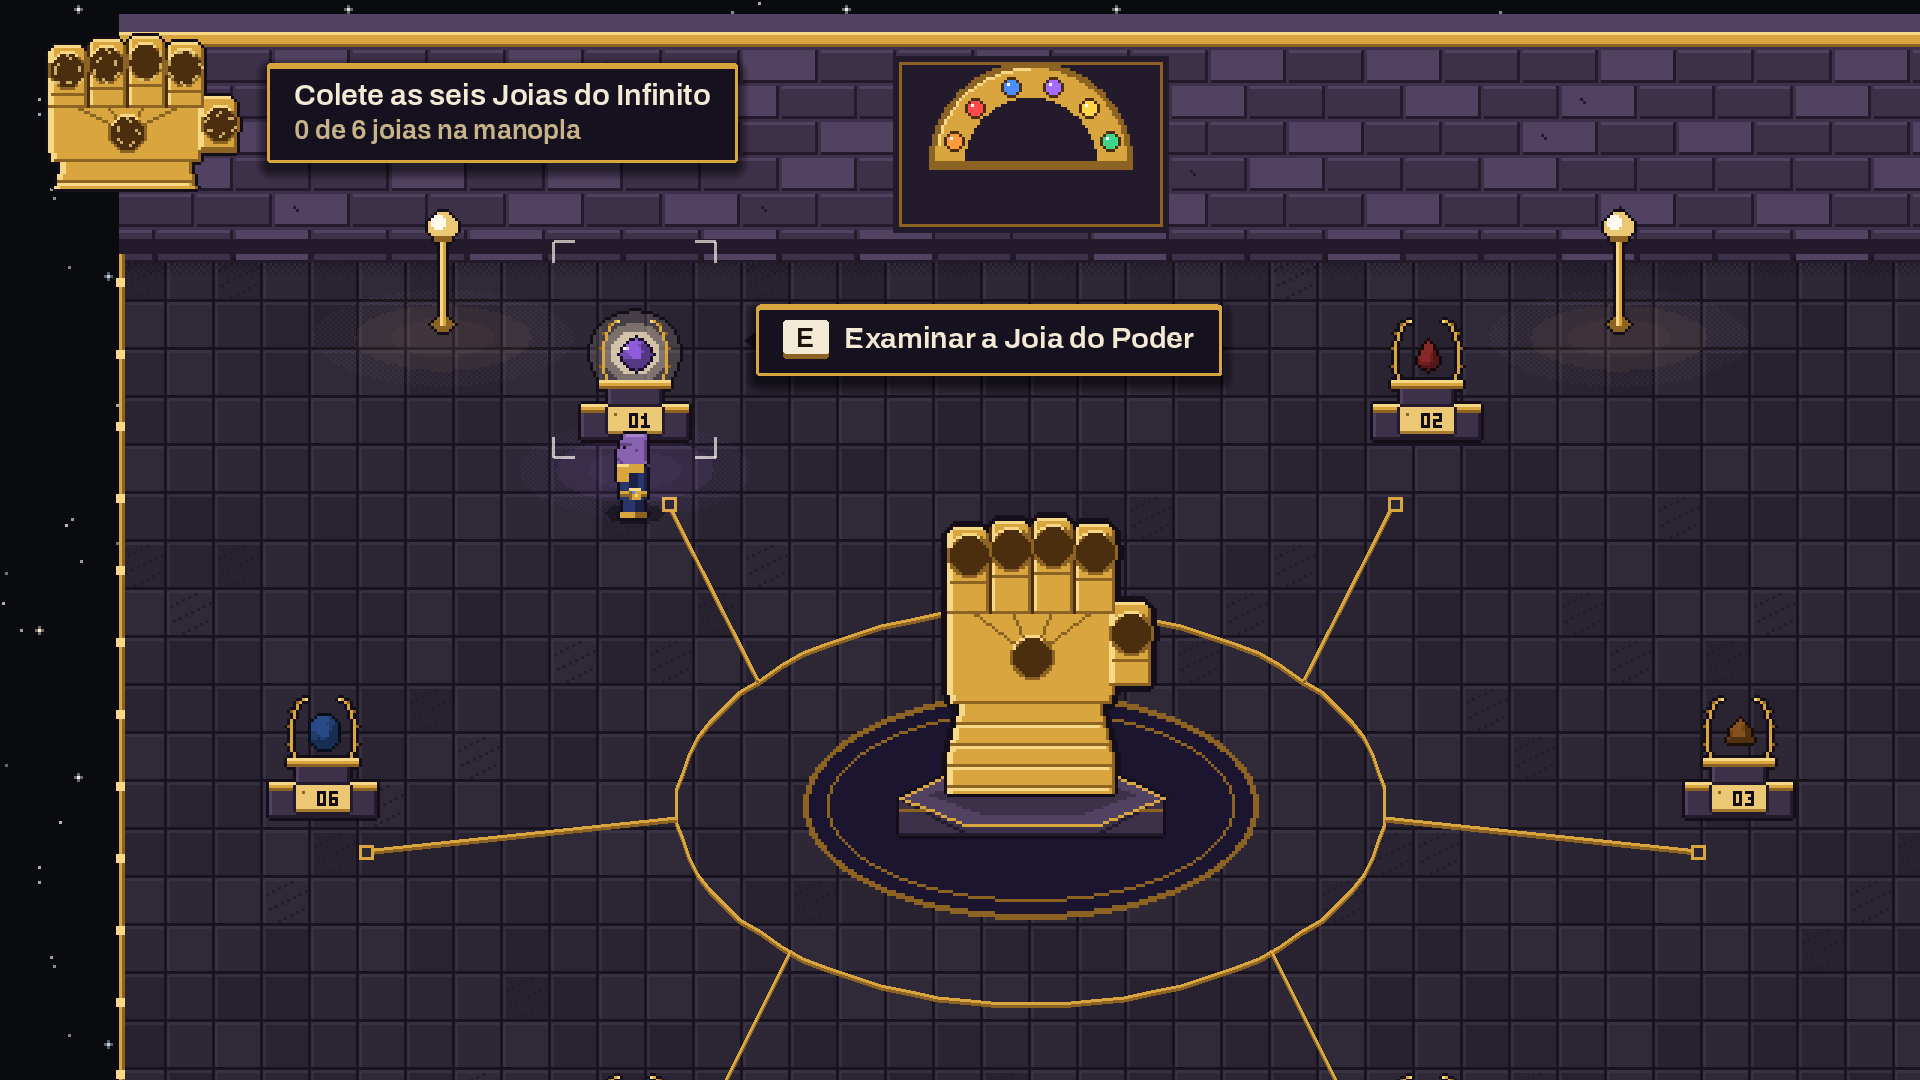 Colete as seis Joias do Infinito
0 de 6 joias na manopla
E Examinar a Joia do Poder
01
02
06
03